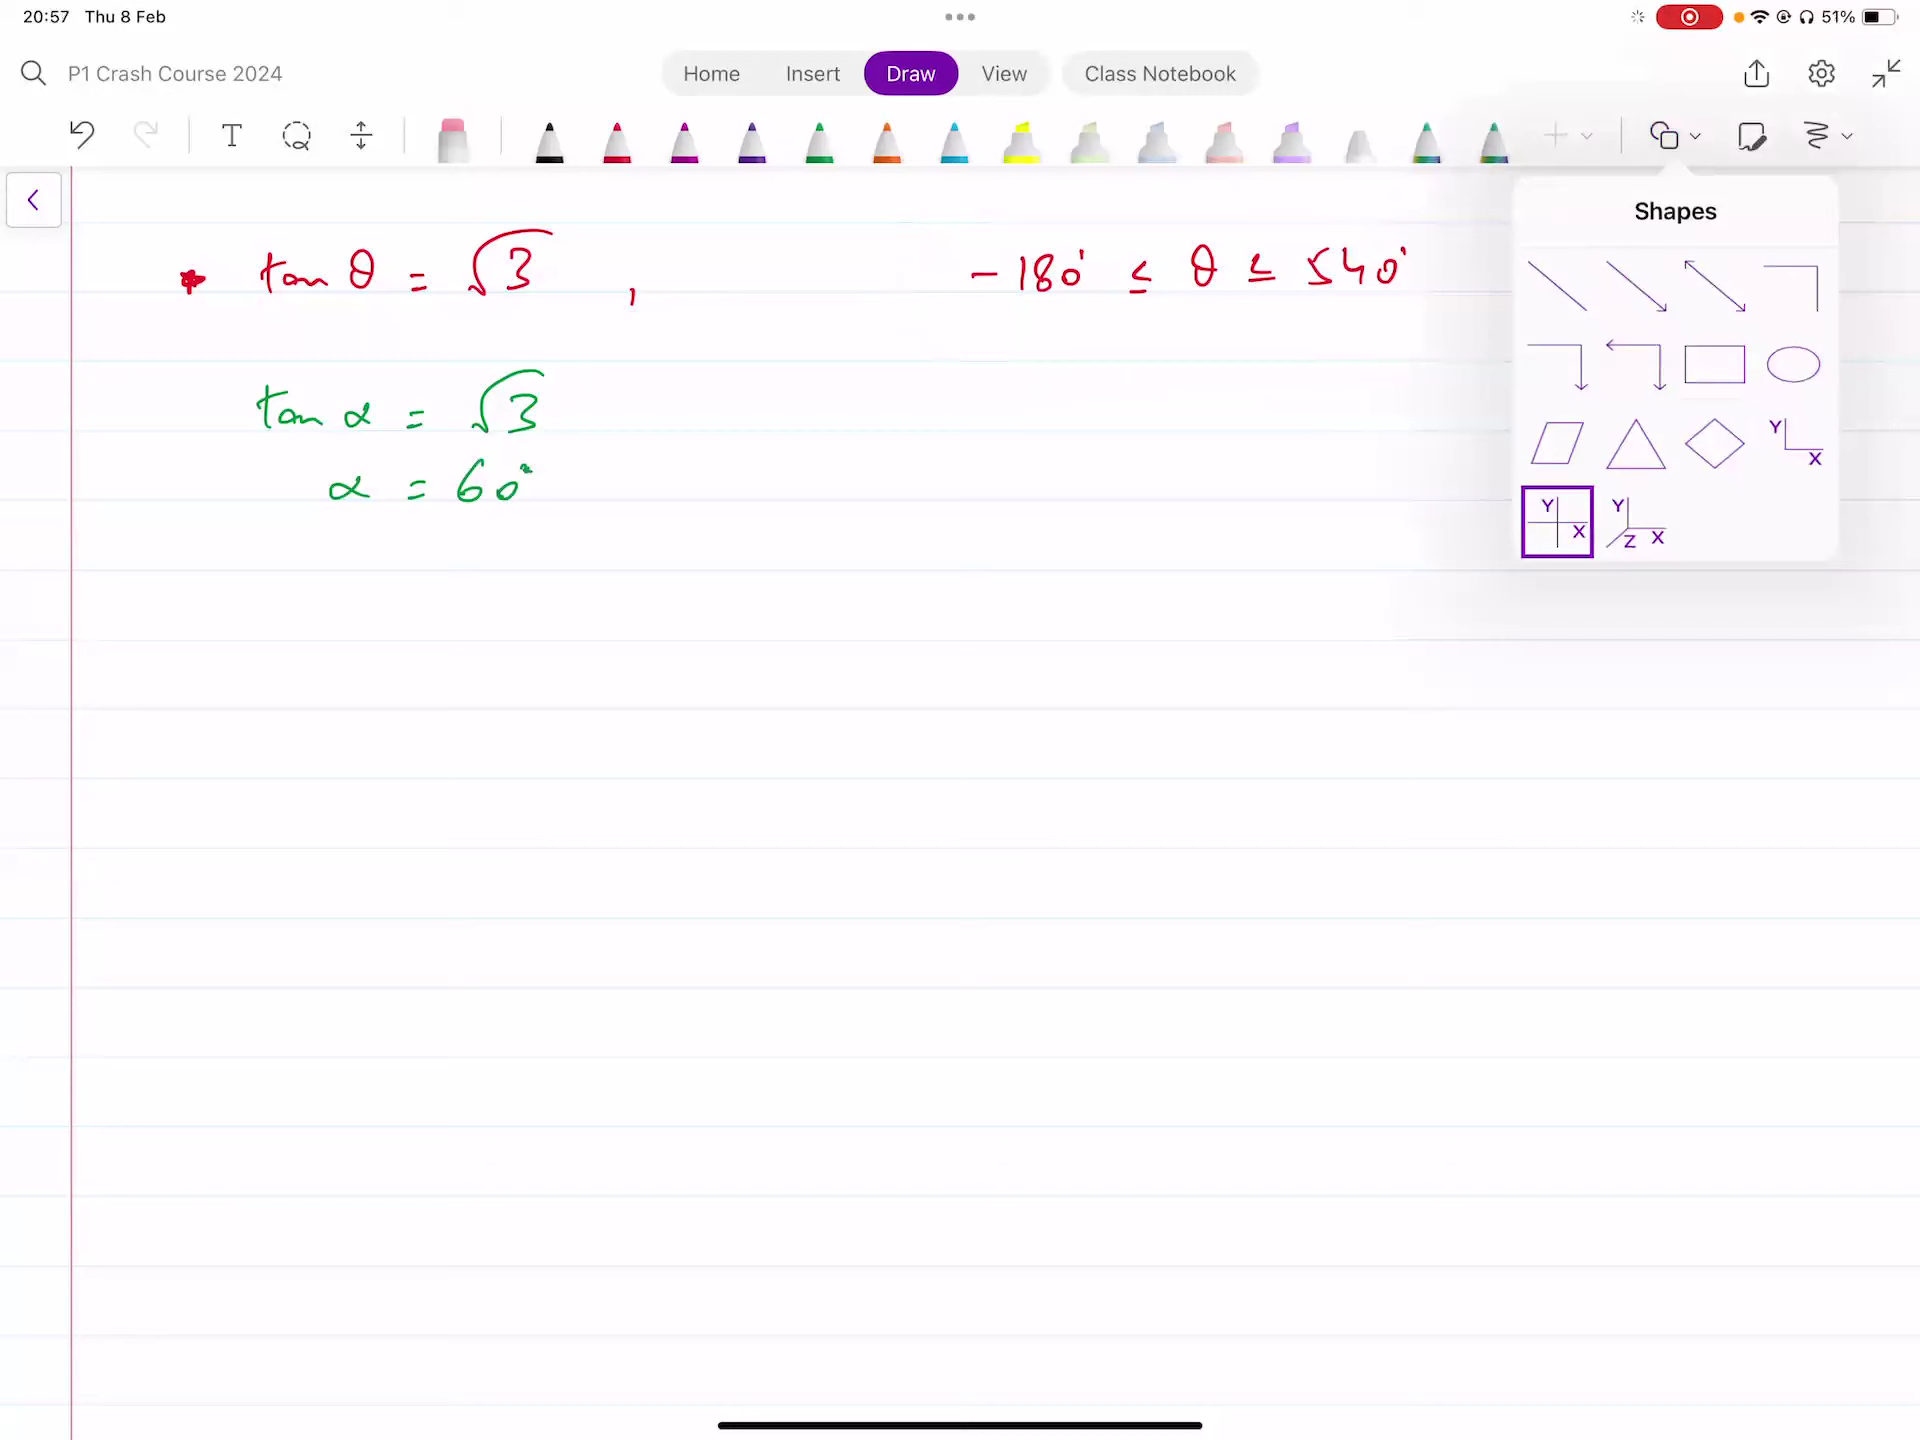 20:57 Thu 8 Feb
51%
P1 Crash Course 2024
Home Insert Draw View Class Notebook
T
Shapes
* tan θ = √3 , -180° ≤ θ ≤ 540°
tan α = √3
α = 60°
Y X
Y X
Y Z X